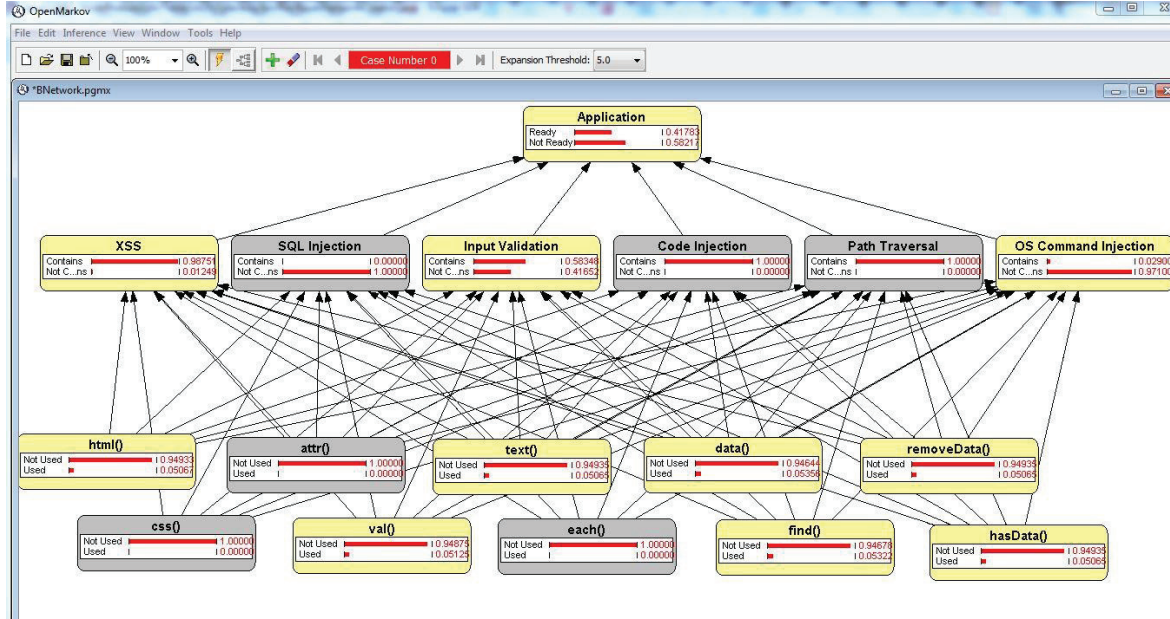 OpenMarkov
File Edit Inference View Window Tools Help
100% Case Number 0 Expansion Threshold: 5.0
*BNetwork.pgmx
Application
Ready 0.41783
Not Ready 0.58217
XSS
Contains 0.98751
Not C...ns 0.01249
SQL Injection
Contains 0.00000
Not C...ns 1.00000
Input Validation
Contains 0.58348
Not C...ns 0.41652
Code Injection
Contains 1.00000
Not C...ns 0.00000
Path Traversal
Contains 1.00000
Not C...ns 0.00000
OS Command Injection
Contains 0.02900
Not C...ns 0.97100
html()
Not Used 0.94933
Used 0.05067
attr()
Not Used 1.00000
Used 0.00000
text()
Not Used 0.94935
Used 0.05065
data()
Not Used 0.94644
Used 0.05356
removeData()
Not Used 0.94935
Used 0.05065
css()
Not Used 1.00000
Used 0.00000
val()
Not Used 0.94875
Used 0.05125
each()
Not Used 1.00000
Used 0.00000
find()
Not Used 0.94678
Used 0.05322
hasData()
Not Used 0.94935
Used 0.05065